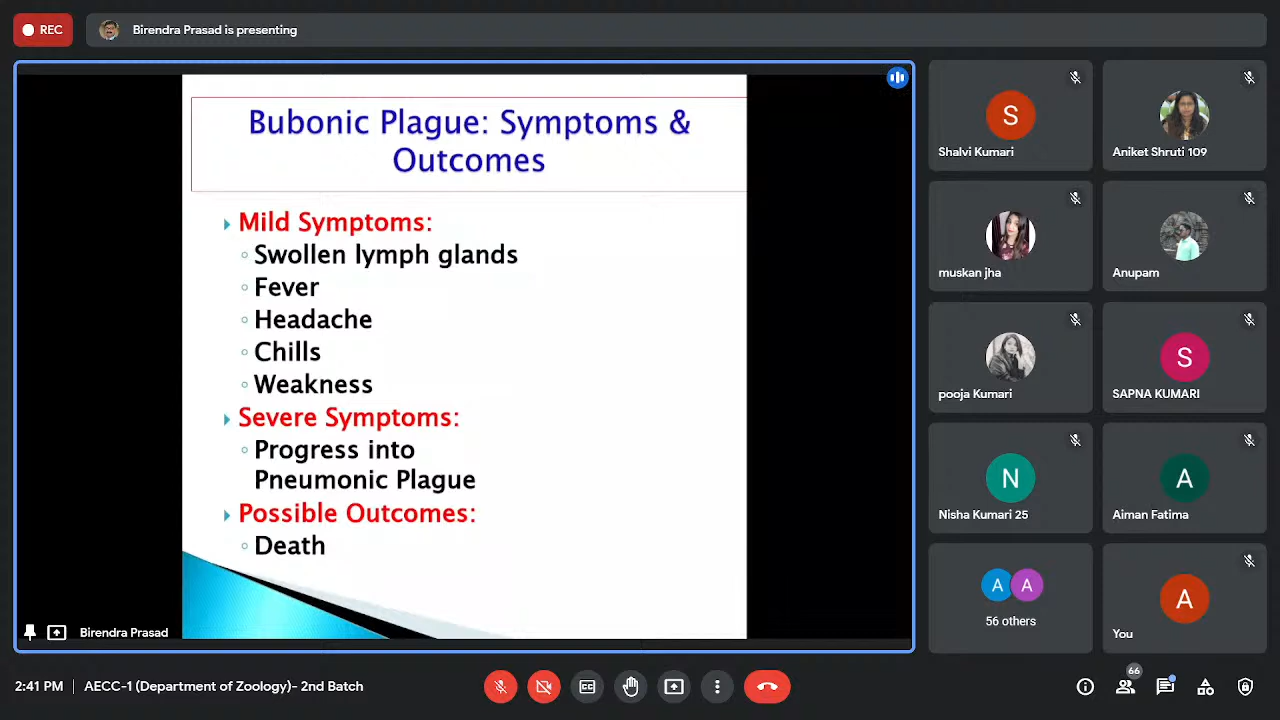 REC
Birendra Prasad is presenting
Bubonic Plague: Symptoms &
Outcomes
Mild Symptoms:
Swollen lymph glands
Fever
Headache
Chills
Weakness
Severe Symptoms:
Progress into
Pneumonic Plague
Possible Outcomes:
Death
Birendra Prasad
S
Shalvi Kumari
Aniket Shruti 109
muskan jha
Anupam
pooja Kumari
S
SAPNA KUMARI
N
Nisha Kumari 25
A
Aiman Fatima
A A
56 others
A
You
2:41 PM | AECC-1 (Department of Zoology)- 2nd Batch
66